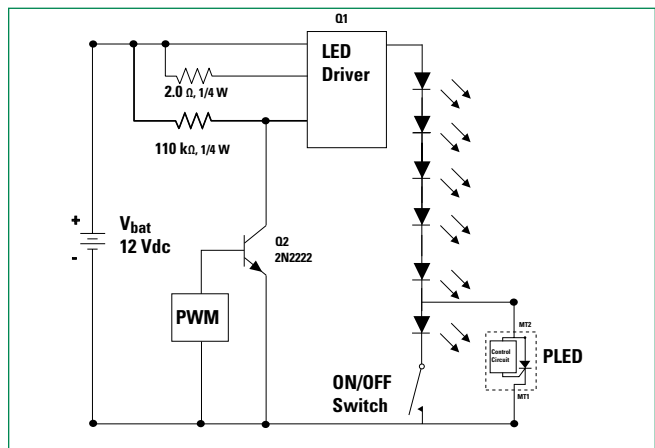 Q1
LED
Driver
2.0 Ω, 1/4 W
110 kΩ, 1/4 W
+
Vbat
12 Vdc
-
Q2
2N2222
PWM
MT2
Control
Circuit
PLED
MT1
ON/OFF
Switch